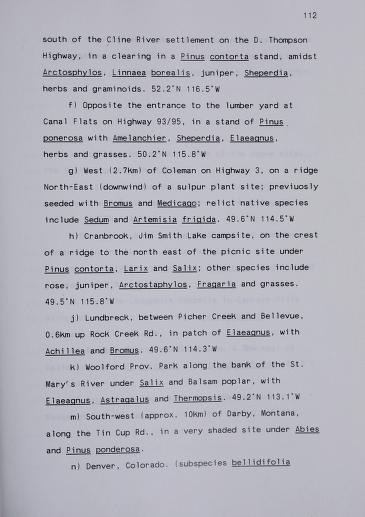 112
south of the Cline River settlement on the D. Thompson
Highway, in a clearing in a Pinus contorta stand, amidst
Arctosphylos, Linnaea borealis, juniper, Sheperdia,
herbs and graminoids. 52.2°N 116.5°W
f) Opposite the entrance to the lumber yard at
Canal Flats on Highway 93/95, in a stand of Pinus
ponerosa with Amelanchier, Sheperdia, Elaeagnus,
herbs and grasses. 50.2°N 115.8°W
g) West (2.7km) of Coleman on Highway 3, on a ridge
North-East (downwind) of a sulpur plant site; previuosly
seeded with Bromus and Medicago; relict native species
include Sedum and Artemisia frigida. 49.6°N 114.5°W
h) Cranbrook, Jim Smith Lake campsite, on the crest
of a ridge to the north east of the picnic site under
Pinus contorta, Larix and Salix; other species include
rose, juniper, Arctostaphylos, Fragaria and grasses.
49.5°N 115.8°W
j) Lundbreck, between Picher Creek and Bellevue,
0.6km up Rock Creek Rd., in patch of Elaeagnus, with
Achillea and Bromus. 49.6°N 114.3°W
k) Woolford Prov. Park along the bank of the St.
Mary's River under Salix and Balsam poplar, with
Elaeagnus, Astragalus and Thermopsis. 49.2°N 113.1°W
m) South-west (approx. 10km) of Darby, Montana,
along the Tin Cup Rd., in a very shaded site under Abies
and Pinus ponderosa.
n) Denver, Colorado. (subspecies bellidifolia